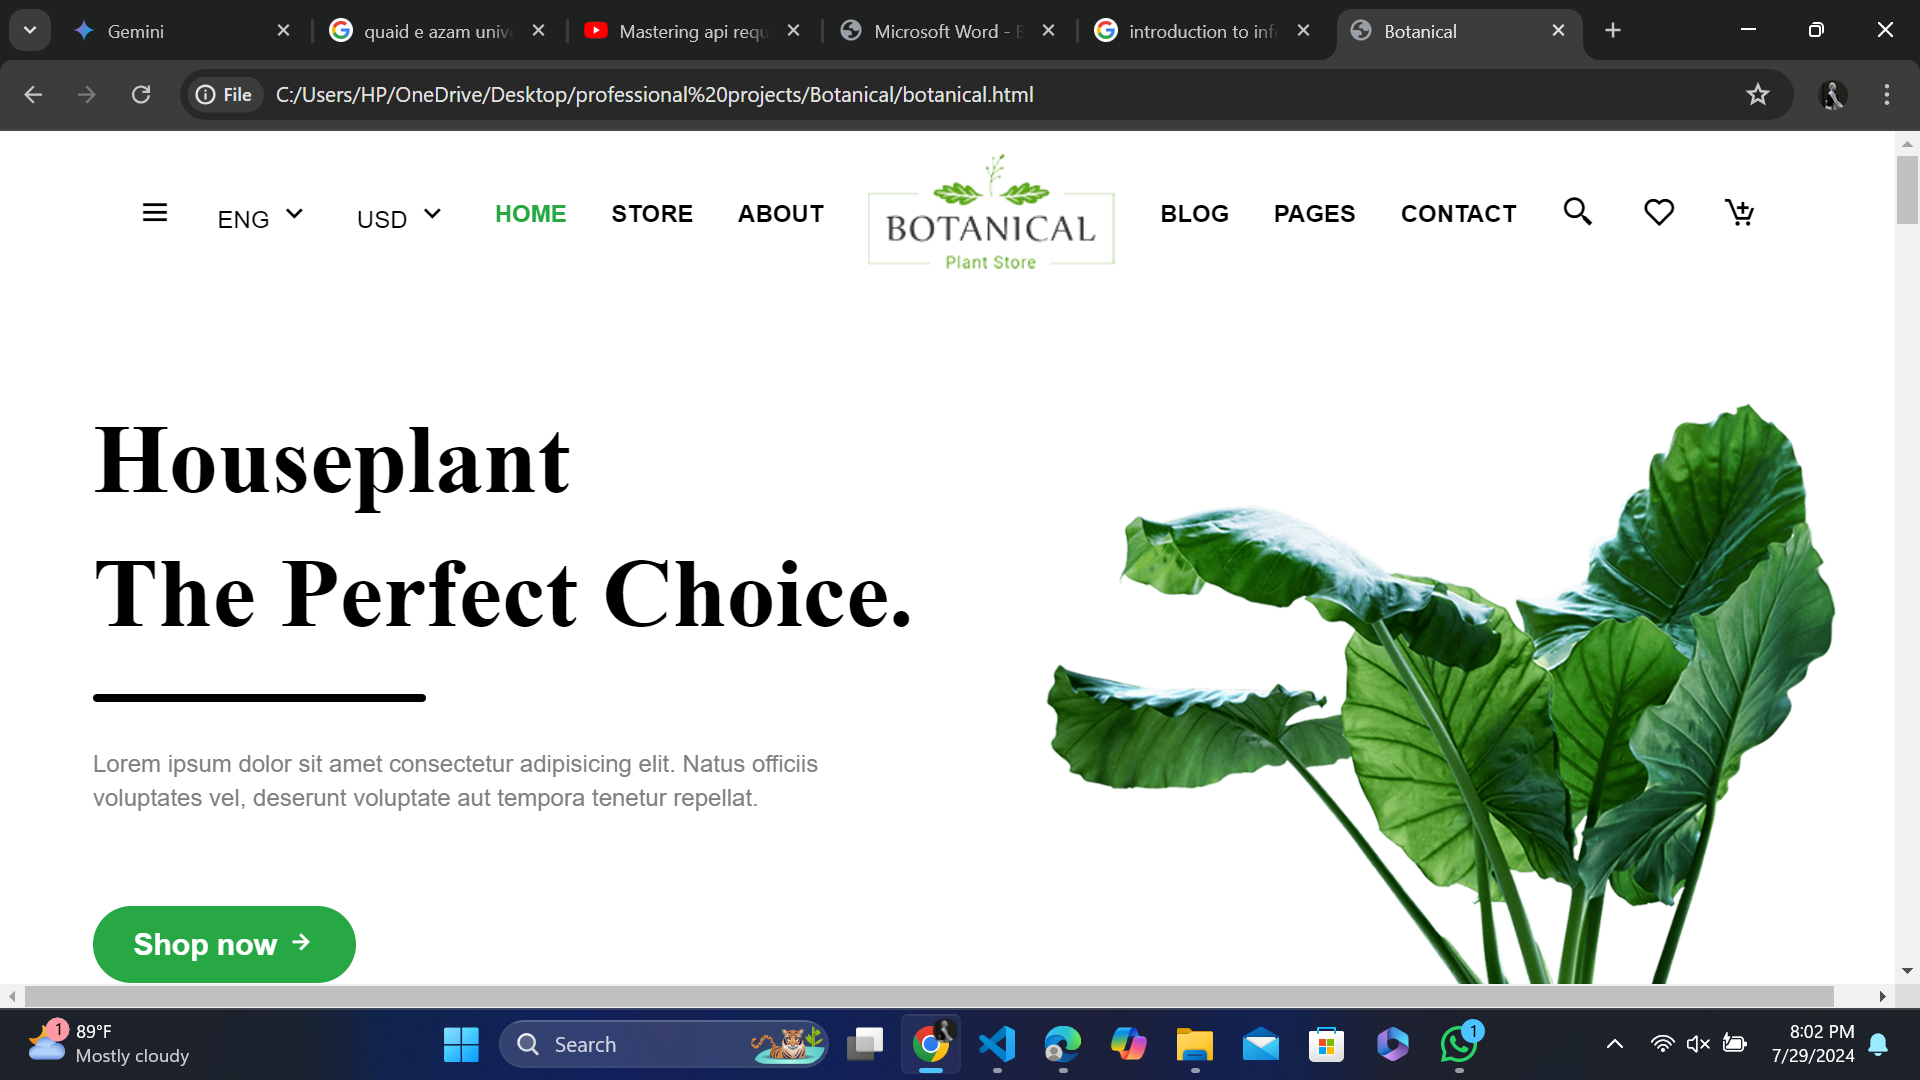 Gemini
quaid e azam unive
Mastering api requ
Microsoft Word - B
introduction to info
Botanical
File
C:/Users/HP/OneDrive/Desktop/professional%20projects/Botanical/botanical.html
ENG
USD
HOME
STORE
ABOUT
BOTANICAL
Plant Store
BLOG
PAGES
CONTACT
Houseplant
The Perfect Choice.
Lorem ipsum dolor sit amet consectetur adipisicing elit. Natus officiis
voluptates vel, deserunt voluptate aut tempora tenetur repellat.
Shop now
1
89°F
Mostly cloudy
Search
1
8:02 PM
7/29/2024